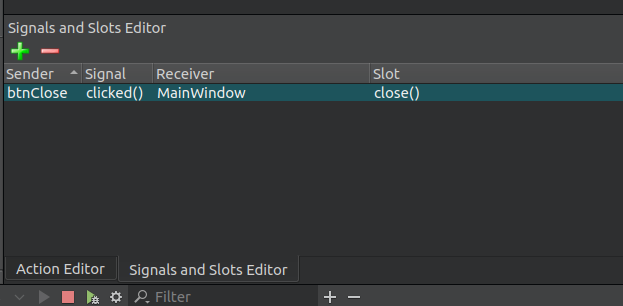 Signals and Slots Editor
Sender Signal Receiver Slot
btnClose clicked() MainWindow close()
Action Editor Signals and Slots Editor
Filter